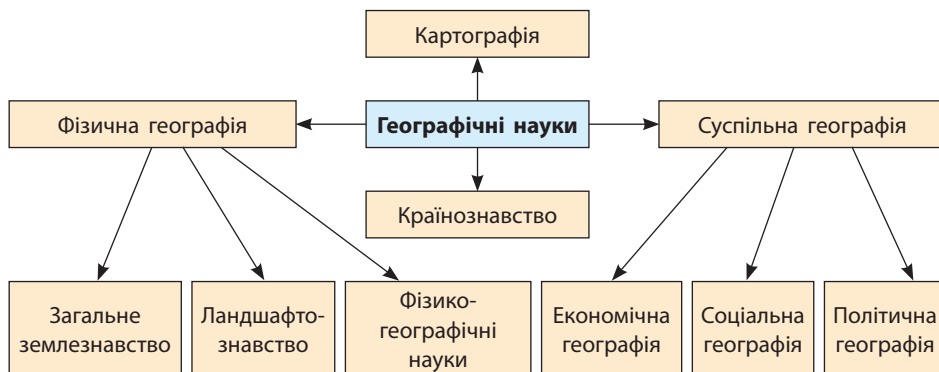 Картографія
Фізична географія
Географічні науки
Суспільна географія
Країнознавство
Загальне
землезнавство
Ландшафто-
знавство
Фізико-
географічні
науки
Економічна
географія
Соціальна
географія
Політична
географія